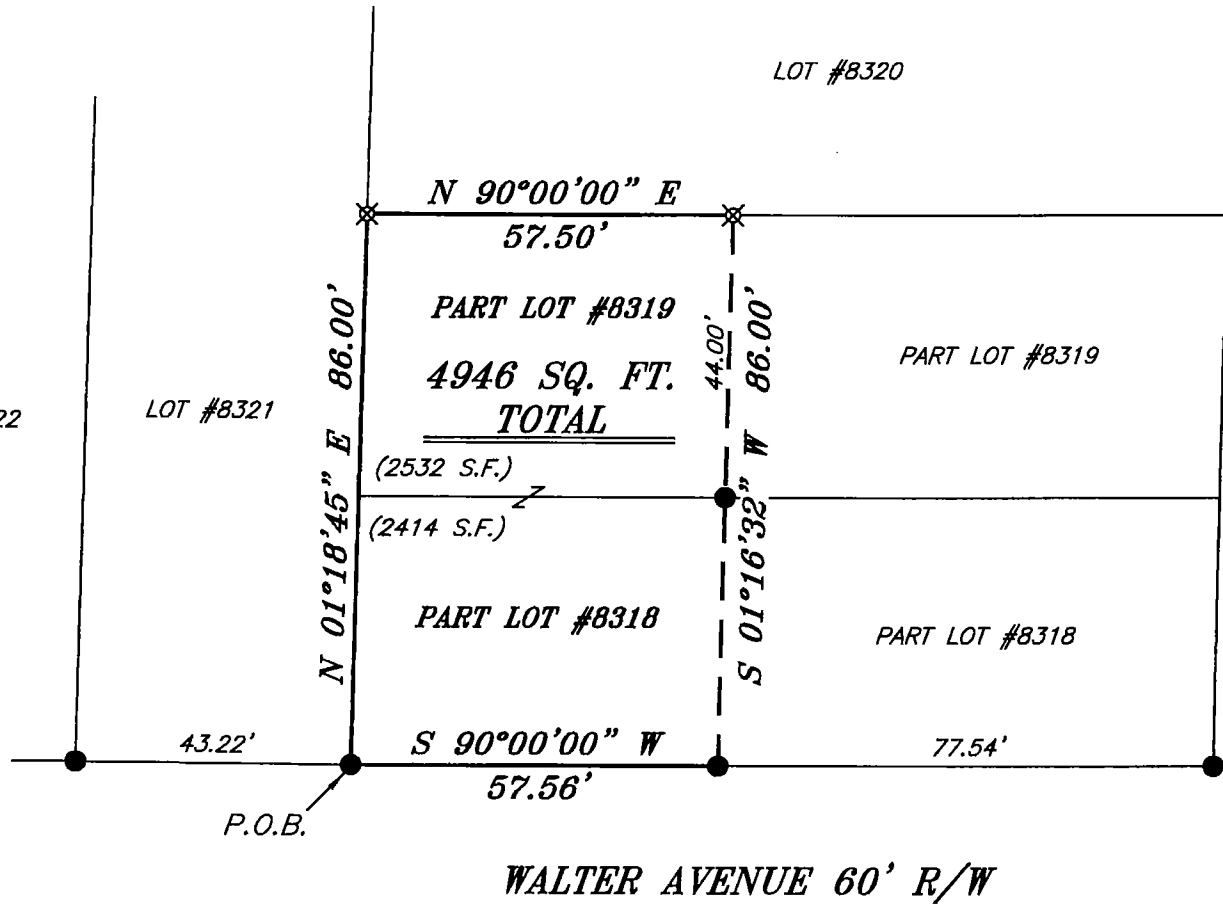 LOT #8320
N 90°00'00" E
57.50'
PART LOT #8319
4946 SQ. FT.
TOTAL
(2532 S.F.)
(2414 S.F.)
PART LOT #8318
N 01°18'45" E 86.00'
44.00'
S 01°16'32" W 86.00'
PART LOT #8319
PART LOT #8318
22
LOT #8321
43.22'
S 90°00'00" W
57.56'
77.54'
P.O.B.
WALTER AVENUE 60' R/W